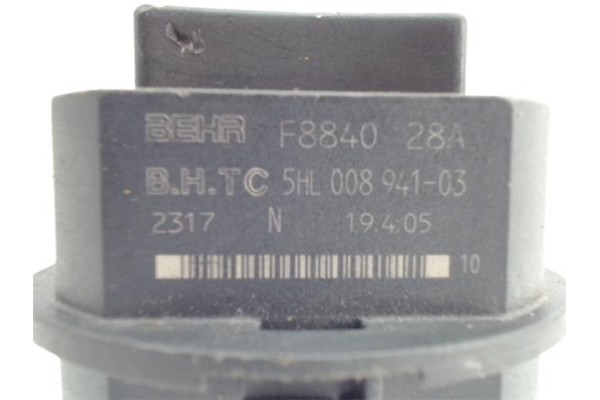 BEHR F8840 28A
B.H.TC 5HL 008 941-03
2317 N 19.4.05
10